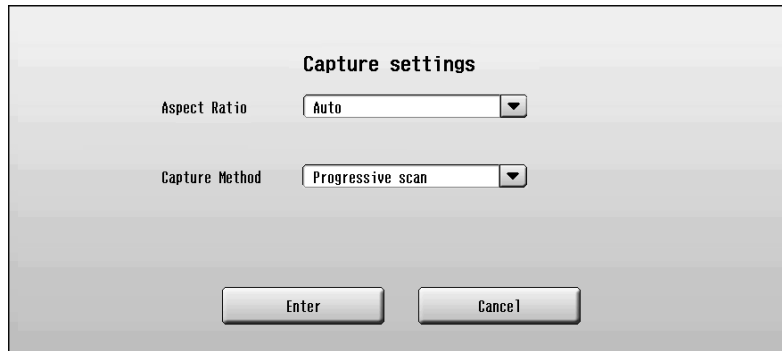 Capture settings
Aspect Ratio Auto
Capture Method Progressive scan
Enter Cancel